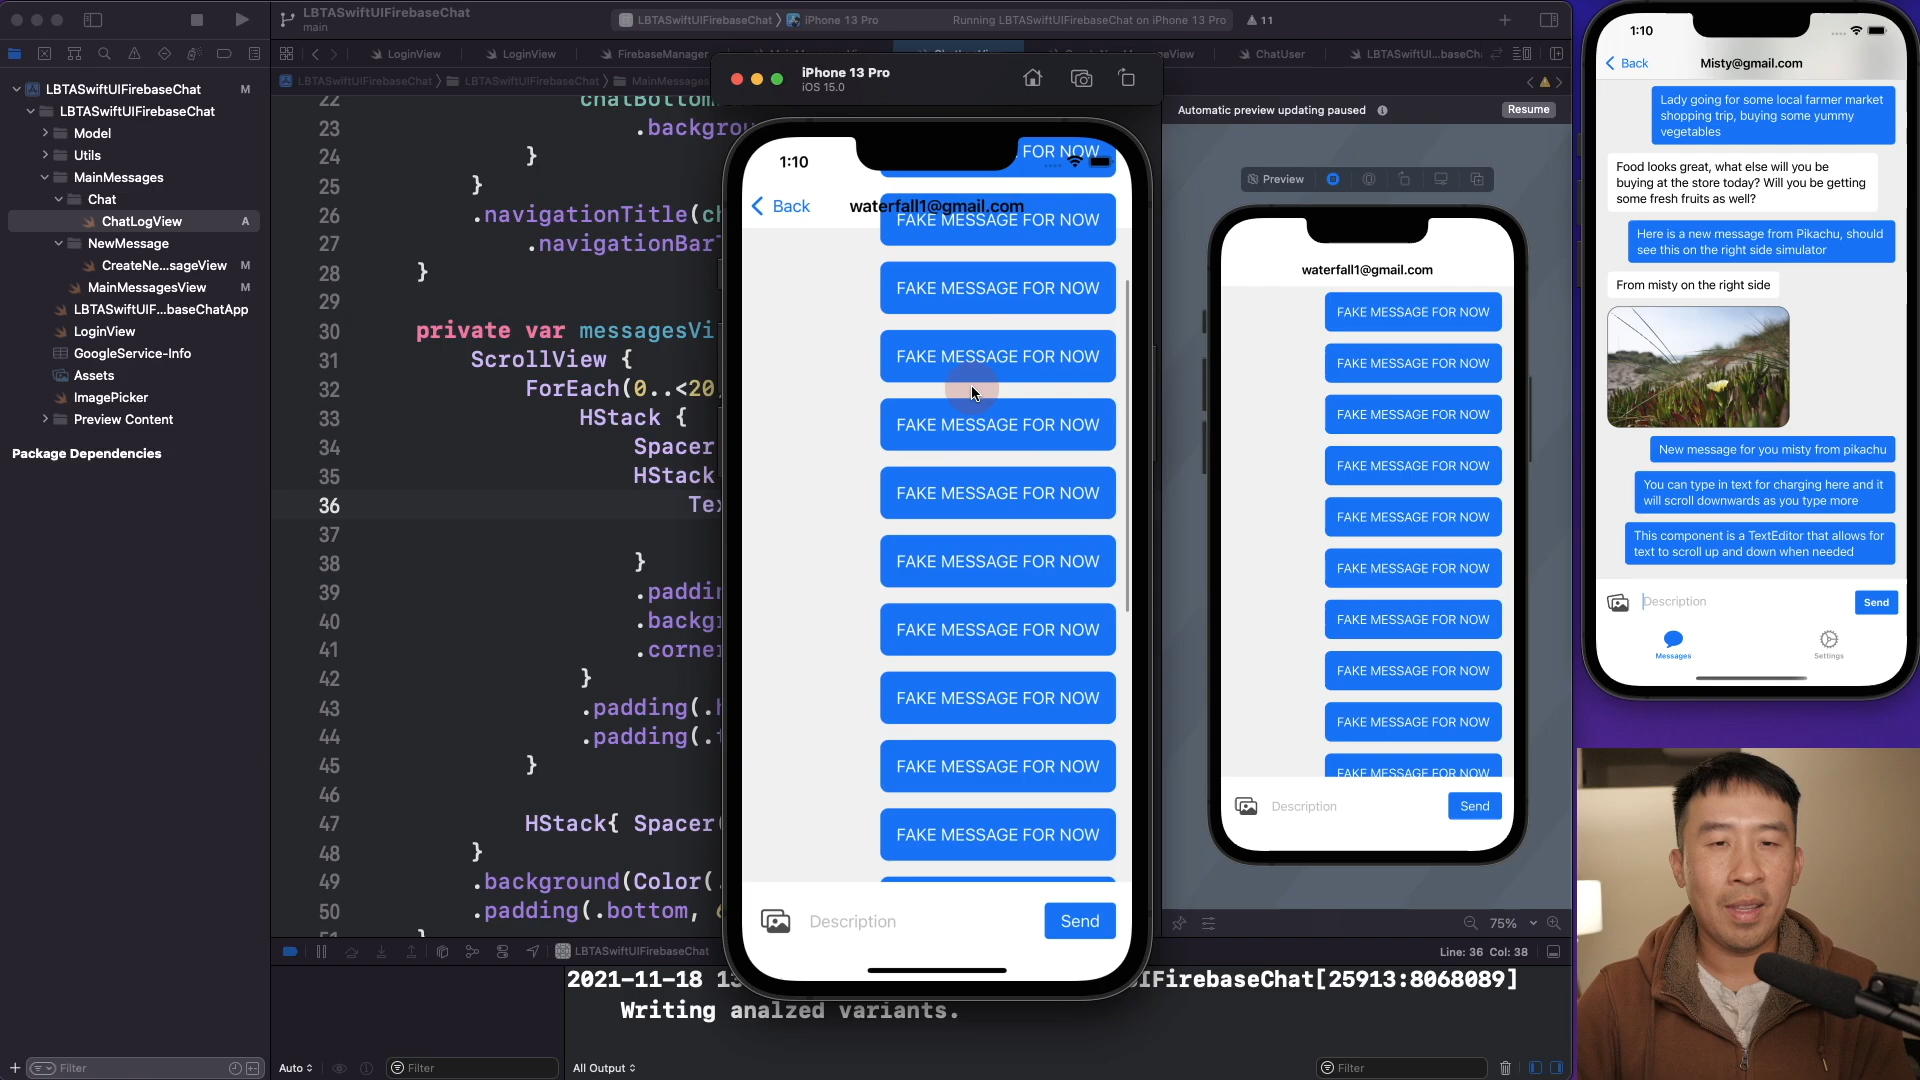 LBTASwiftUIFirebaseChat
main
LBTASwiftUIFirebaseChat
iPhone 13 Pro
Running LBTASwiftUIFirebaseChat on iPhone 13 Pro
11
LoginView
LoginView
FirebaseManager
ChatUser
LBTASwiftUI...baseCha
LBTASwiftUIFirebaseChat
LBTASwiftUIFirebaseChat
MainMessages
LBTASwiftUIFirebaseChat M
LBTASwiftUIFirebaseChat
Model
Utils
MainMessages
Chat
ChatLogView A
NewMessage
CreateNe...sageView M
MainMessagesView M
LBTASwiftUIF...baseChatApp
LoginView
GoogleService-Info
Assets
ImagePicker
Preview Content
Package Dependencies
Filter
22 chatBottom
23 .backgrou
24 }
25 }
26 .navigationTitle(ch
27 .navigationBarT
28 }
29
30 private var messagesVi
31 ScrollView {
32 ForEach(0..<20
33 HStack {
34 Spacer
35 HStack
36 Tex
37
38 }
39 .paddin
40 .backg
41 .corne
42 }
43 .padding(.h
44 .padding(.t
45 }
46
47 HStack{ Spacer(
48 }
49 .background(Color(.
50 .padding(.bottom, 6
iPhone 13 Pro
iOS 15.0
1:10
FOR NOW
Back
waterfall1@gmail.com
FAKE MESSAGE FOR NOW
FAKE MESSAGE FOR NOW
FAKE MESSAGE FOR NOW
FAKE MESSAGE FOR NOW
FAKE MESSAGE FOR NOW
FAKE MESSAGE FOR NOW
FAKE MESSAGE FOR NOW
FAKE MESSAGE FOR NOW
FAKE MESSAGE FOR NOW
FAKE MESSAGE FOR NOW
Description
Send
Automatic preview updating paused
Resume
Preview
waterfall1@gmail.com
FAKE MESSAGE FOR NOW
FAKE MESSAGE FOR NOW
FAKE MESSAGE FOR NOW
FAKE MESSAGE FOR NOW
FAKE MESSAGE FOR NOW
FAKE MESSAGE FOR NOW
FAKE MESSAGE FOR NOW
FAKE MESSAGE FOR NOW
FAKE MESSAGE FOR NOW
FAKE MESSAGE FOR NOW
Description
Send
75%
LBTASwiftUIFirebaseChat
Line: 36 Col: 38
2021-11-18 13 IFirebaseChat[25913:8068089]
Writing analzed variants.
Auto
Filter
All Output
Filter
1:10
Back
Misty@gmail.com
Lady going for some local farmer market
shopping trip, buying some yummy
vegetables
Food looks great, what else will you be
buying at the store today? Will you be getting
some fresh fruits as well?
Here is a new message from Pikachu, should
see this on the right side simulator
From misty on the right side
New message for you misty from pikachu
You can type in text for charging here and it
will scroll downwards as you type more
This component is a TextEditor that allows for
text to scroll up and down when needed
Description
Send
Messages
Settings